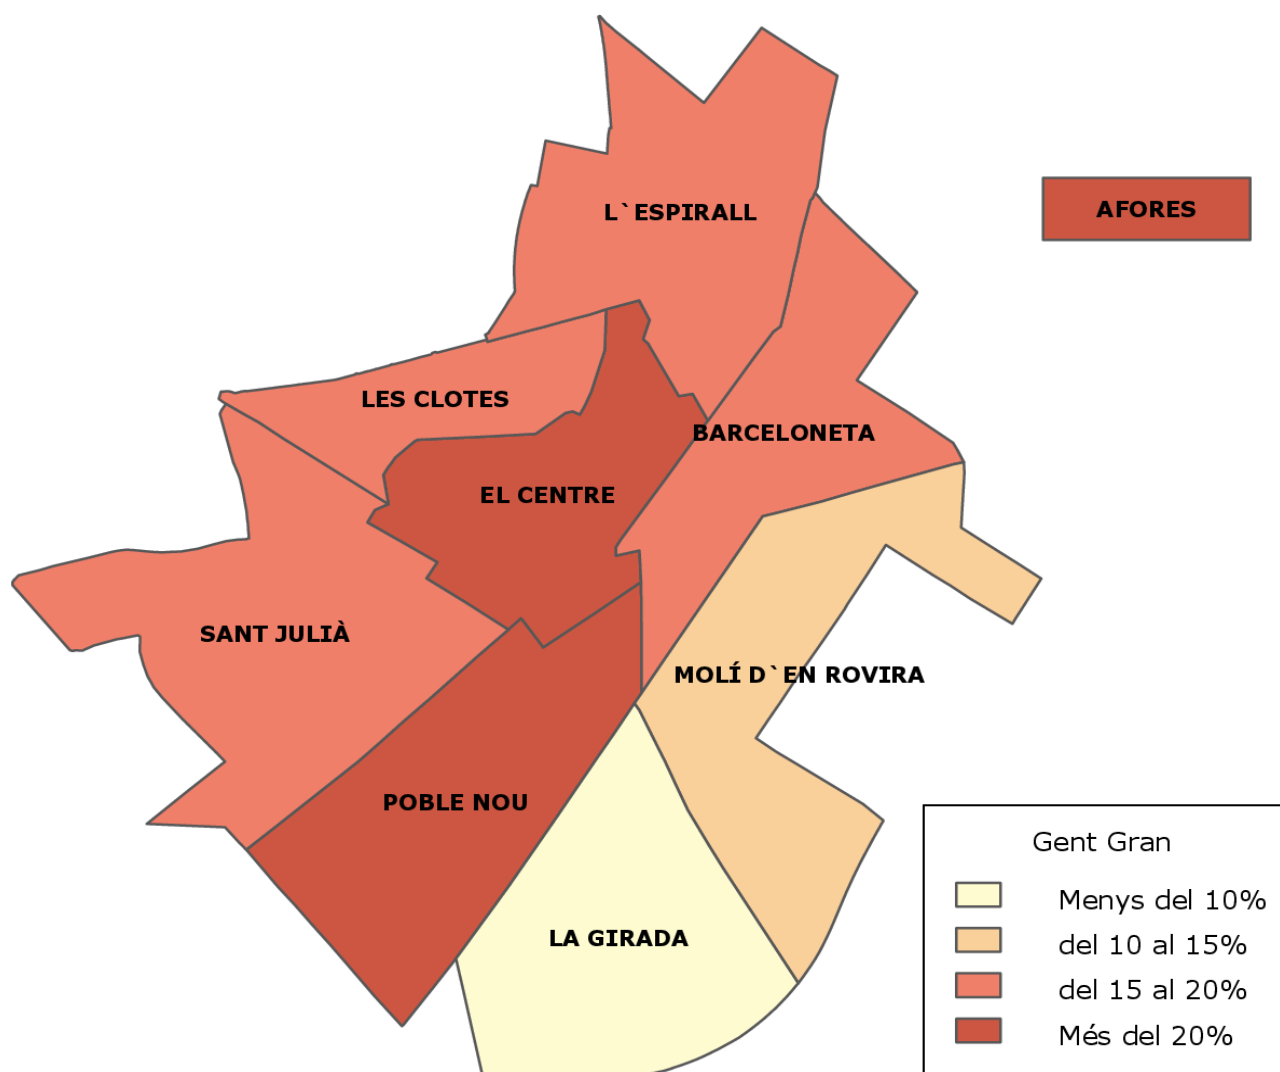 L`ESPIRALL
AFORES
LES CLOTES
BARCELONETA
EL CENTRE
SANT JULIÀ
MOLÍ D`EN ROVIRA
POBLE NOU
LA GIRADA
Gent Gran
Menys del 10%
del 10 al 15%
del 15 al 20%
Més del 20%